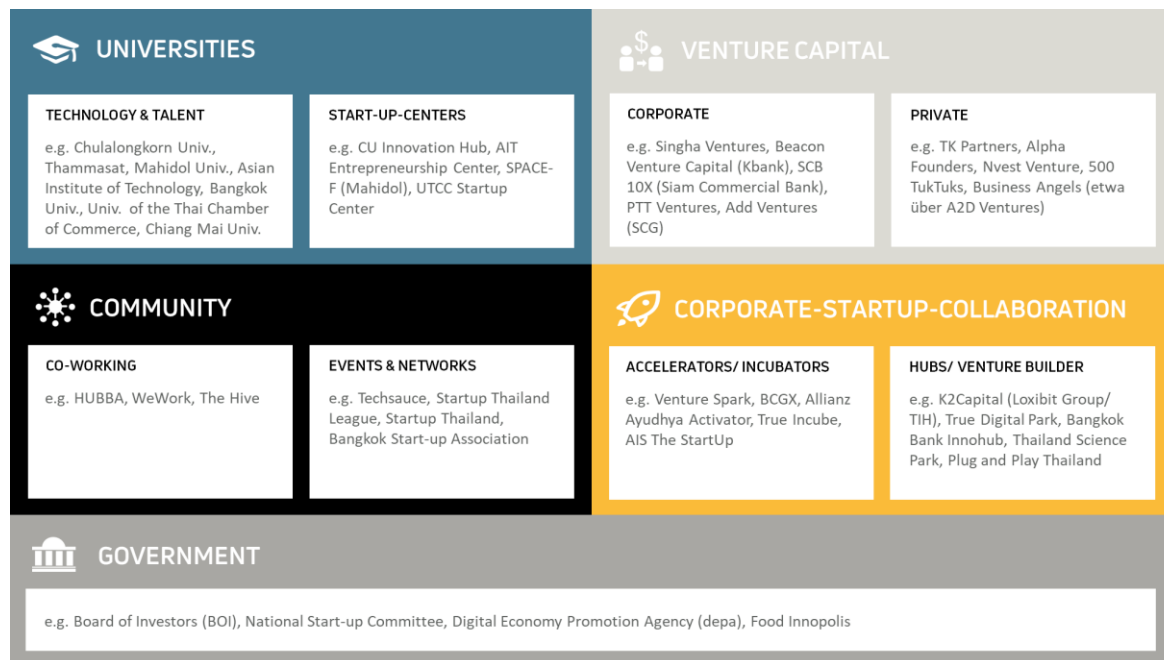 UNIVERSITIES
TECHNOLOGY & TALENT
e.g. Chulalongkorn Univ.,
Thammasat, Mahidol Univ., Asian
Institute of Technology, Bangkok
Univ., Univ. of the Thai Chamber
of Commerce, Chiang Mai Univ.
START-UP-CENTERS
e.g. CU Innovation Hub, AIT
Entrepreneurship Center, SPACE-
F (Mahidol), UTCC Startup
Center
$
VENTURE CAPITAL
CORPORATE
e.g. Singha Ventures, Beacon
Venture Capital (Kbank), SCB
10X (Siam Commercial Bank),
PTT Ventures, Add Ventures
(SCG)
PRIVATE
e.g. TK Partners, Alpha
Founders, Nvest Venture, 500
TukTuks, Business Angels (etwa
über A2D Ventures)
COMMUNITY
CO-WORKING
e.g. HUBBA, WeWork, The Hive
EVENTS & NETWORKS
e.g. Techsauce, Startup Thailand
League, Startup Thailand,
Bangkok Start-up Association
CORPORATE-STARTUP-COLLABORATION
ACCELERATORS/ INCUBATORS
e.g. Venture Spark, BCGX, Allianz
Ayudhya Activator, True Incube,
AIS The StartUp
HUBS/ VENTURE BUILDER
e.g. K2Capital (Loxibit Group/
TIH), True Digital Park, Bangkok
Bank Innohub, Thailand Science
Park, Plug and Play Thailand
GOVERNMENT
e.g. Board of Investors (BOI), National Start-up Committee, Digital Economy Promotion Agency (depa), Food Innopolis